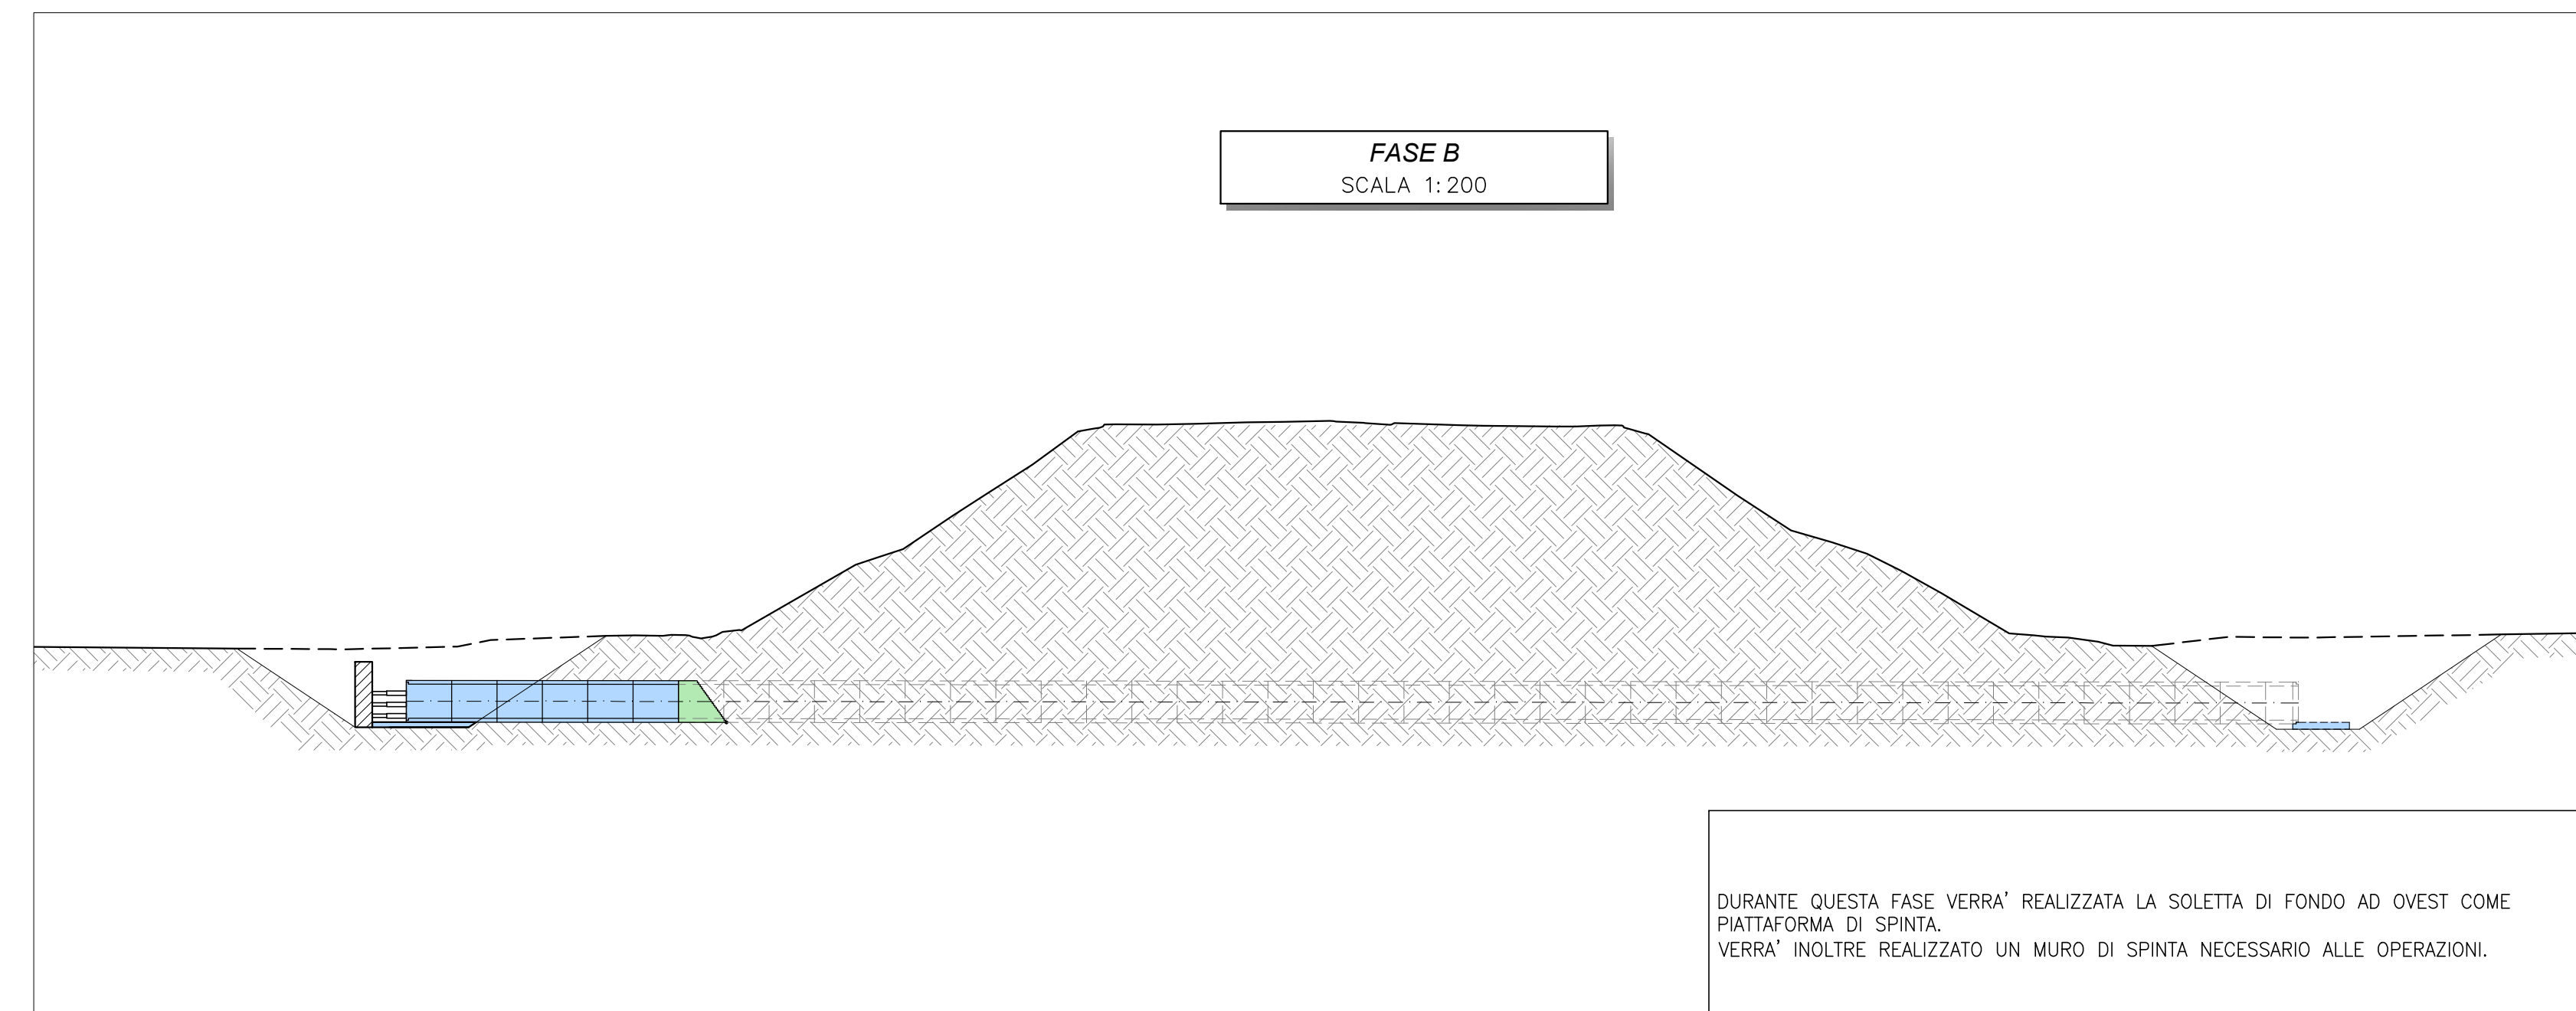 FASE B
SCALA 1:200
DURANTE QUESTA FASE VERRA' REALIZZATA LA SOLETTA DI FONDO AD OVEST COME
PIATTAFORMA DI SPINTA.
VERRA' INOLTRE REALIZZATO UN MURO DI SPINTA NECESSARIO ALLE OPERAZIONI.